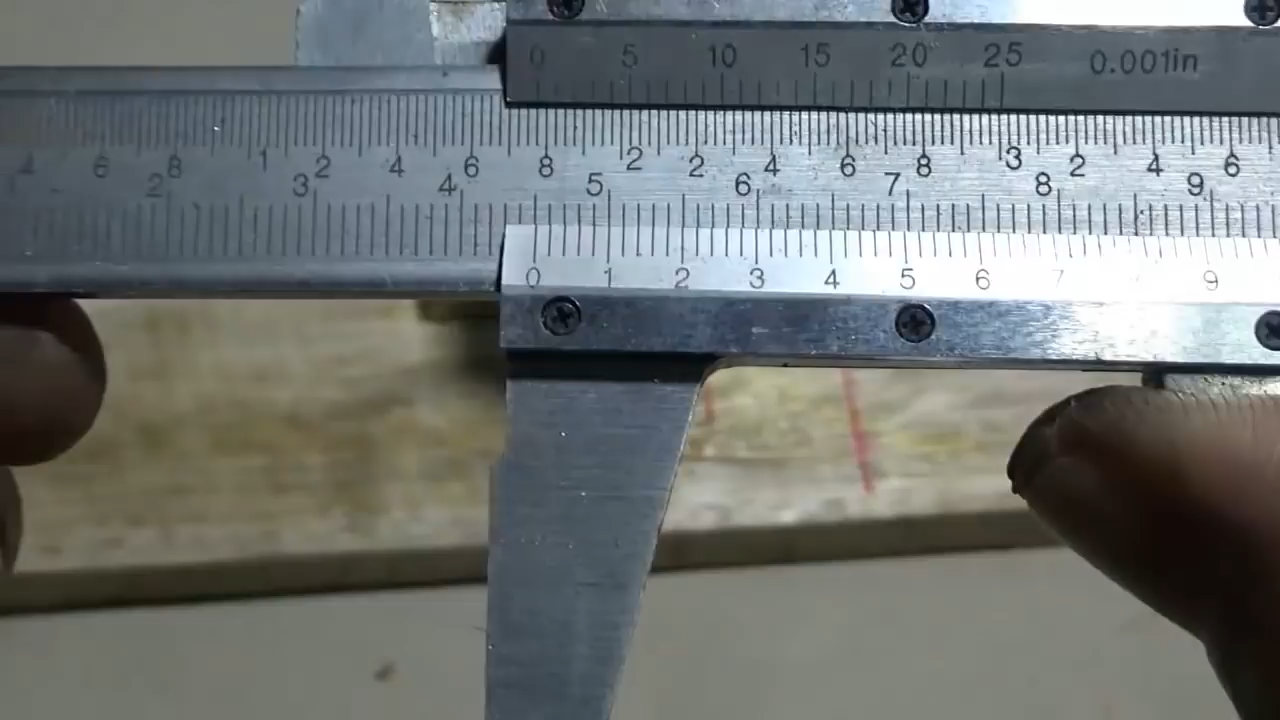 0 5 10 15 20 25 0.001in
4 6 8 1 2 4 6 8 2 2 4 6 8 3 2 4 6
2 3 4 5 6 7 8 9
0 1 2 3 4 5 6 7 9